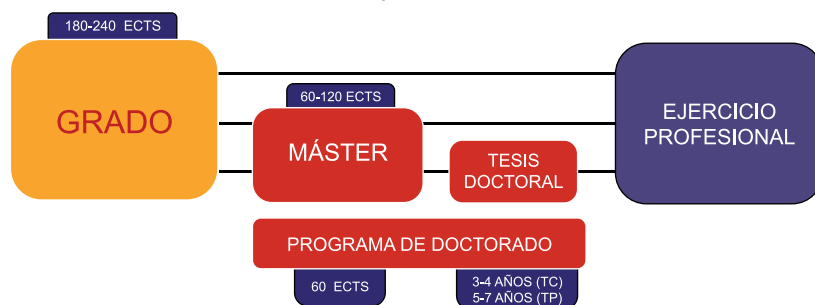 180-240 ECTS
GRADO
60-120 ECTS
MÁSTER
TESIS
DOCTORAL
EJERCICIO
PROFESIONAL
PROGRAMA DE DOCTORADO
60 ECTS
3-4 AÑOS (TC)
5-7 AÑOS (TP)